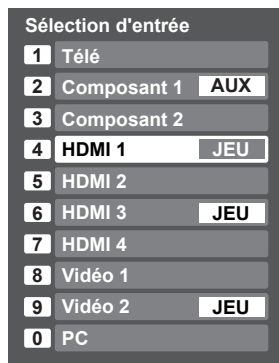 Sélection d'entrée
1 Télé
2 Composant 1 AUX
3 Composant 2
4 HDMI 1 JEU
5 HDMI 2
6 HDMI 3 JEU
7 HDMI 4
8 Vidéo 1
9 Vidéo 2 JEU
0 PC